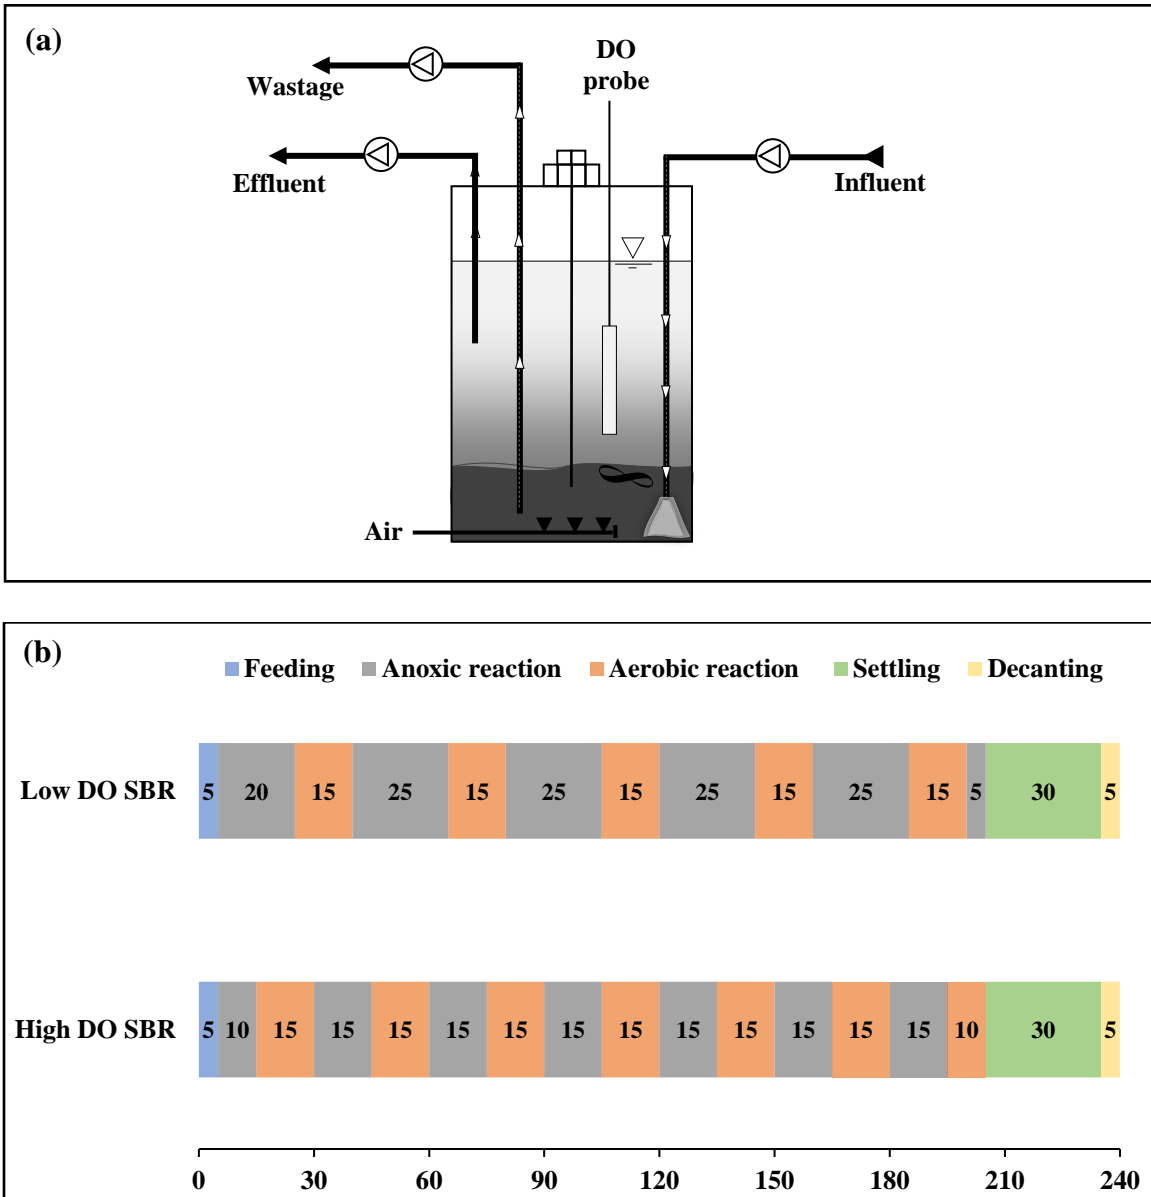 (a)
DO
probe
Wastage
Effluent
Influent
Air
(b)
Feeding Anoxic reaction Aerobic reaction Settling Decanting
Low DO SBR 5 20 15 25 15 25 15 25 15 25 15 5 30 5
High DO SBR 5 10 15 15 15 15 15 15 15 15 15 15 15 15 10 30 5
0 30 60 90 120 150 180 210 240